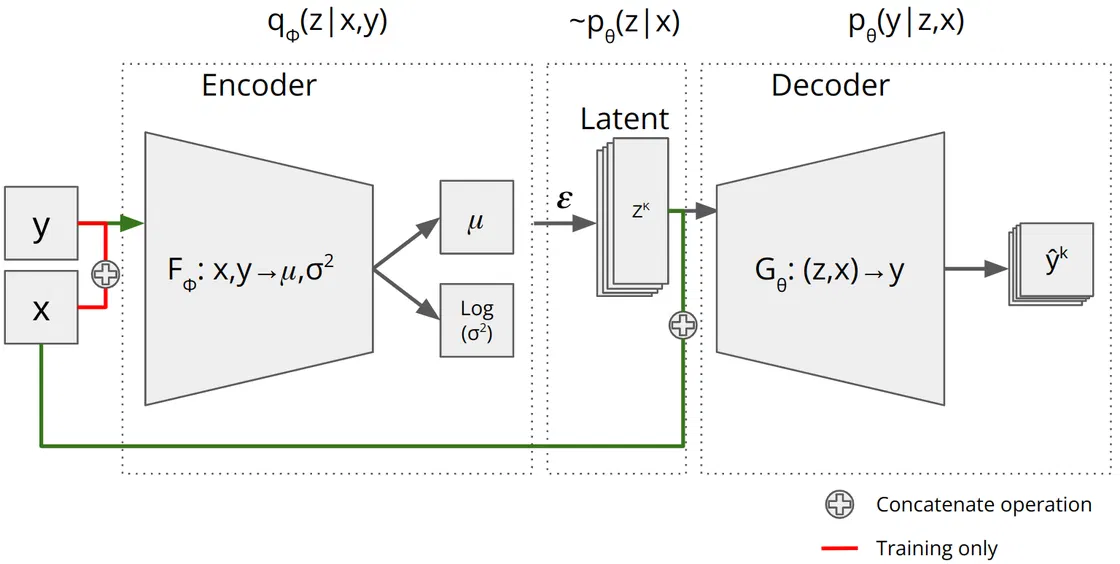 qΦ(z|x,y)
~pθ(z|x)
pθ(y|z,x)
Encoder
Decoder
Latent
y
x
FΦ: x,y→μ,σ²
μ
Log
(σ²)
ε
zᴷ
Gθ: (z,x)→y
ŷᵏ
Concatenate operation
Training only